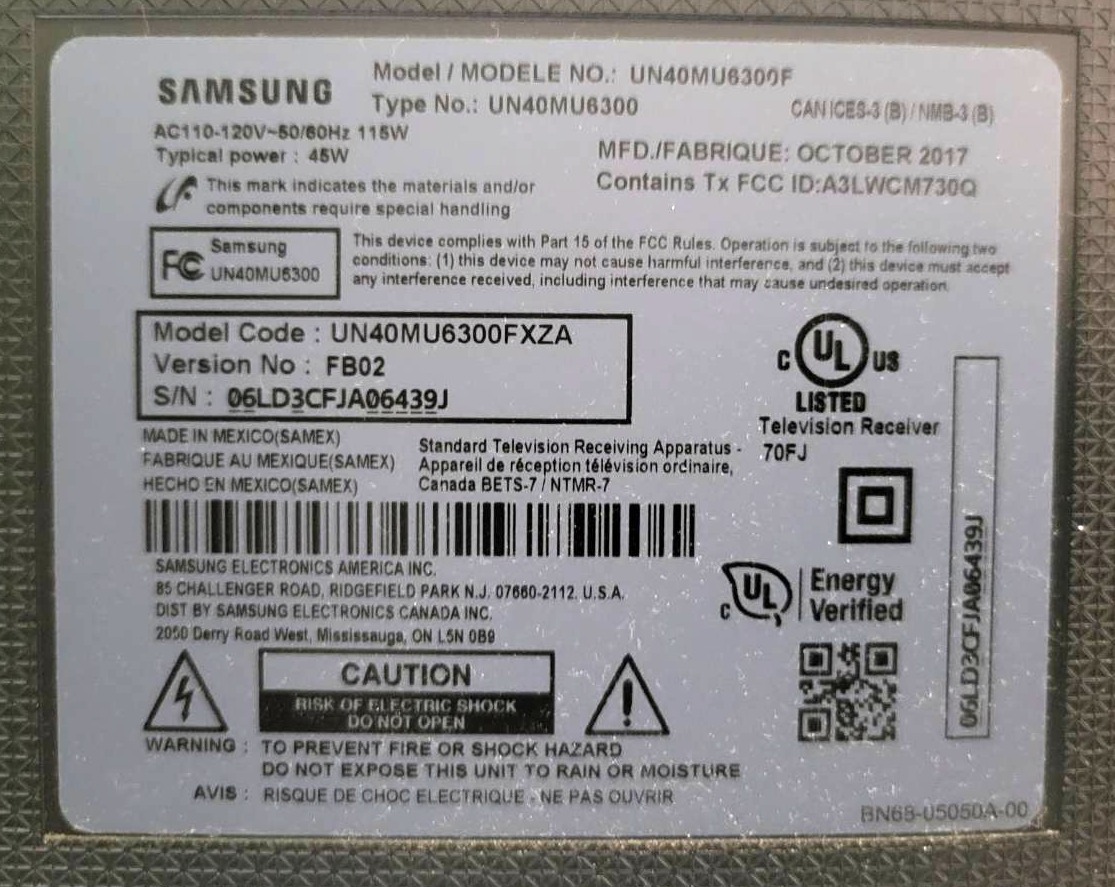 SAMSUNG
Model / MODELE NO.: UN40MU6300F
Type No.: UN40MU6300
CAN ICES-3 (B) / NMB-3 (B)
AC110-120V~50/60Hz 115W
Typical power : 45W
MFD./FABRIQUE: OCTOBER 2017
Contains Tx FCC ID:A3LWCM730Q
This mark indicates the materials and/or
components require special handling
FC Samsung
UN40MU6300
This device complies with Part 15 of the FCC Rules. Operation is subject to the following two
conditions: (1) this device may not cause harmful interference, and (2) this device must accept
any interference received, including interference that may cause undesired operation.
Model Code : UN40MU6300FXZA
Version No : FB02
S/N : 06LD3CFJA06439J
C UL US
LISTED
Television Receiver
70FJ
MADE IN MEXICO(SAMEX)
FABRIQUE AU MEXIQUE(SAMEX)
HECHO EN MEXICO(SAMEX)
Standard Television Receiving Apparatus -
Appareil de réception télévision ordinaire,
Canada BETS-7 / NTMR-7
SAMSUNG ELECTRONICS AMERICA INC.
85 CHALLENGER ROAD, RIDGEFIELD PARK N.J. 07660-2112. U.S.A.
DIST BY SAMSUNG ELECTRONICS CANADA INC.
2050 Derry Road West, Mississauga, ON L5N 0B9
C UL Energy
Verified
06LD3CFJA06439J
CAUTION
RISK OF ELECTRIC SHOCK
DO NOT OPEN
WARNING : TO PREVENT FIRE OR SHOCK HAZARD
DO NOT EXPOSE THIS UNIT TO RAIN OR MOISTURE
AVIS : RISQUE DE CHOC ELECTRIQUE - NE PAS OUVRIR
BN68-05050A-00